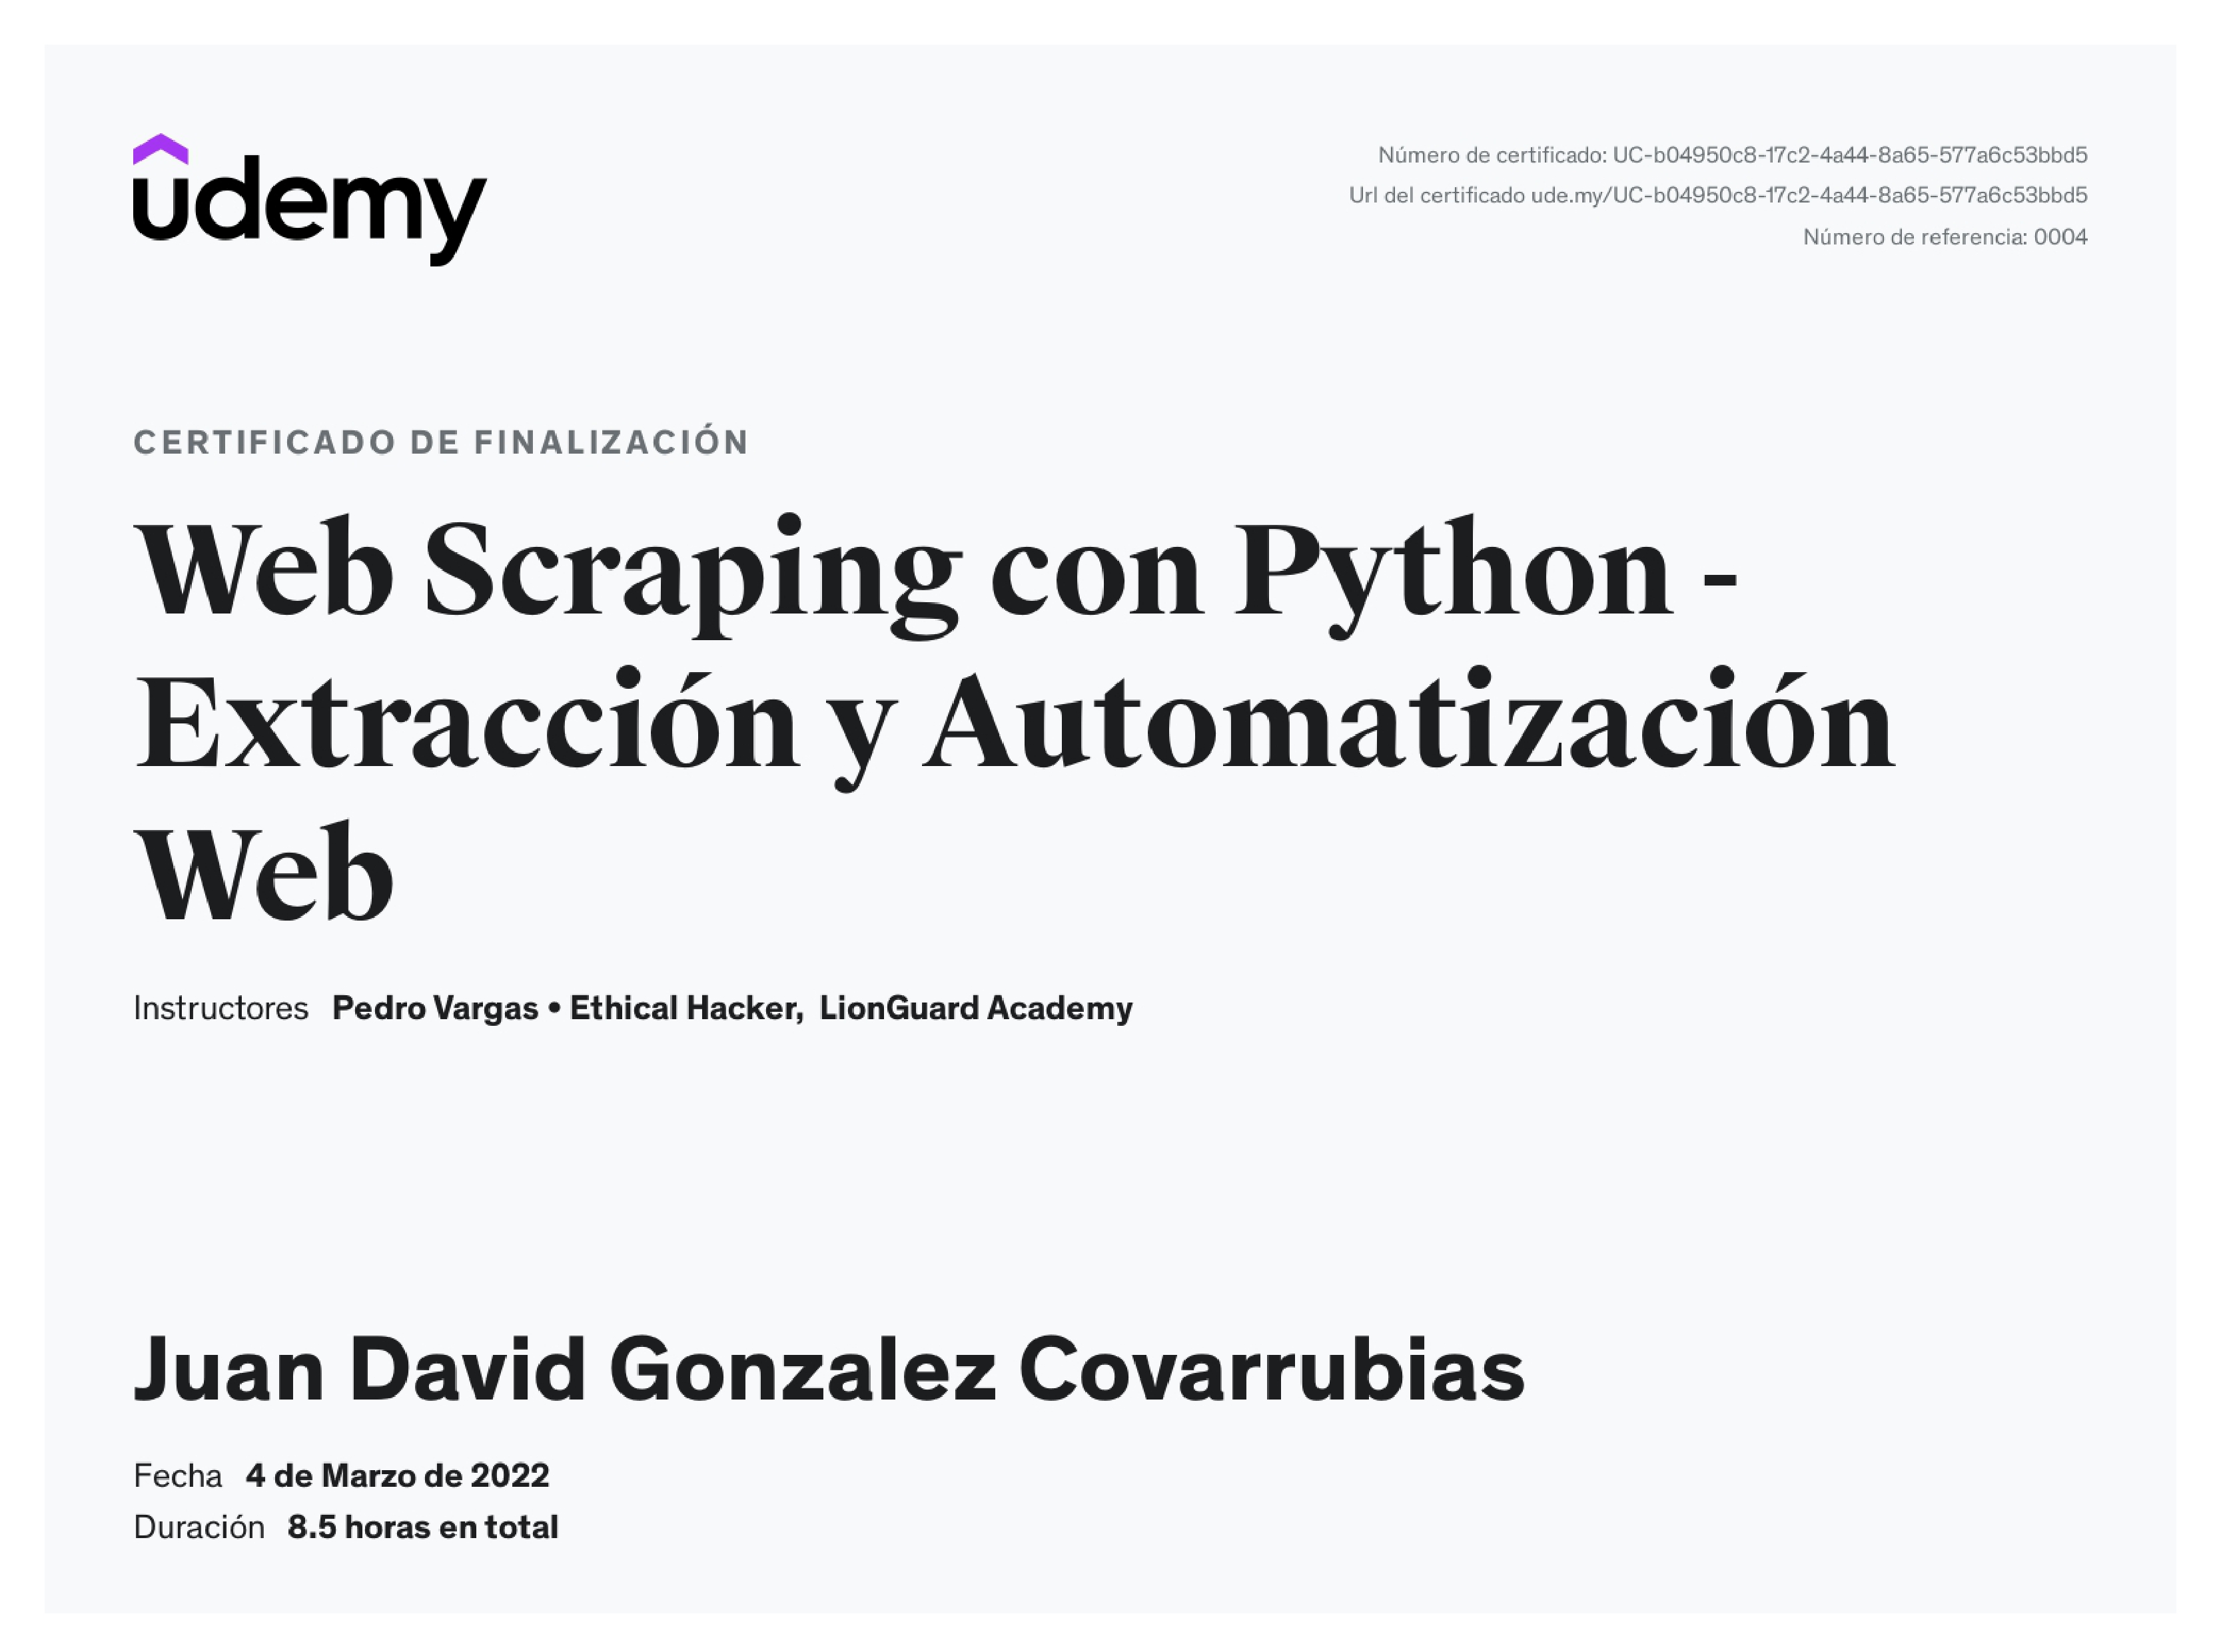 udemy
Número de certificado: UC-b04950c8-17c2-4a44-8a65-577a6c53bbd5
Url del certificado ude.my/UC-b04950c8-17c2-4a44-8a65-577a6c53bbd5
Número de referencia: 0004
CERTIFICADO DE FINALIZACIÓN
Web Scraping con Python -
Extracción y Automatización
Web
Instructores Pedro Vargas • Ethical Hacker, LionGuard Academy
Juan David Gonzalez Covarrubias
Fecha 4 de Marzo de 2022
Duración 8.5 horas en total